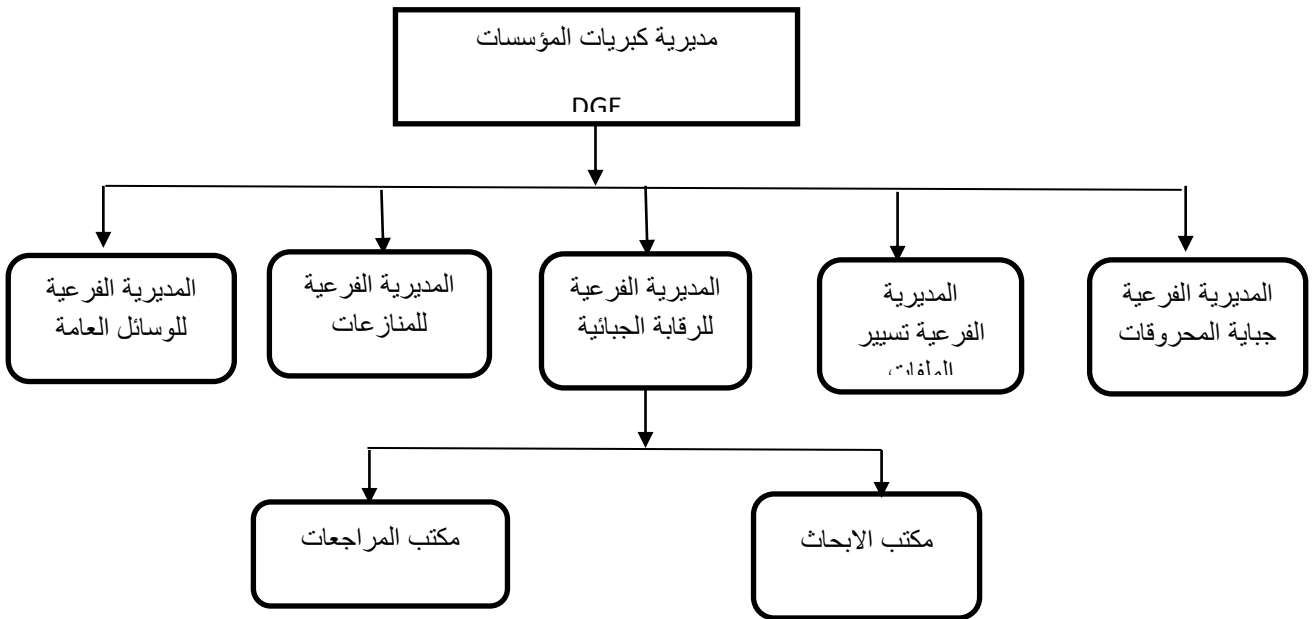 مديرية كبريات المؤسسات
DGE
المديرية الفرعية
جباية المحروقات
المديرية
الفرعية تسيير
الملفات
المديرية الفرعية
للرقابة الجبائية
المديرية الفرعية
للمنازعات
المديرية الفرعية
للوسائل العامة
مكتب الابحاث
مكتب المراجعات